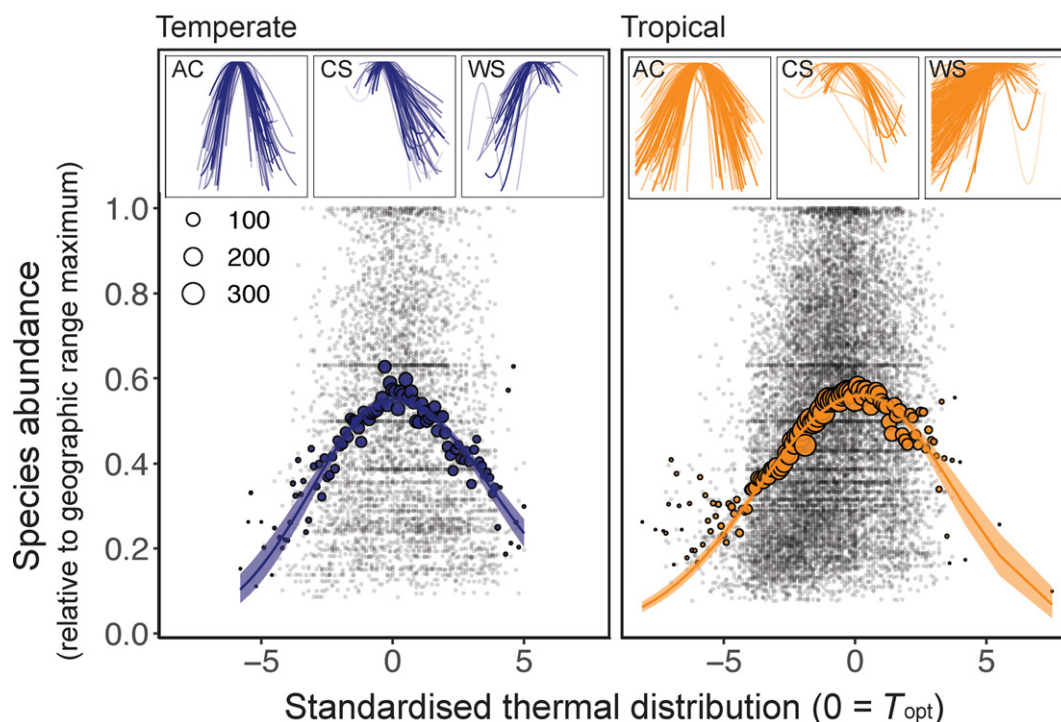 Temperate
Tropical
AC
CS
WS
AC
CS
WS
100
200
300
1.0
0.8
0.6
0.4
0.2
0.0
Species abundance
(relative to geographic range maximum)
−5
0
5
−5
0
5
Standardised thermal distribution (0 = Topt)